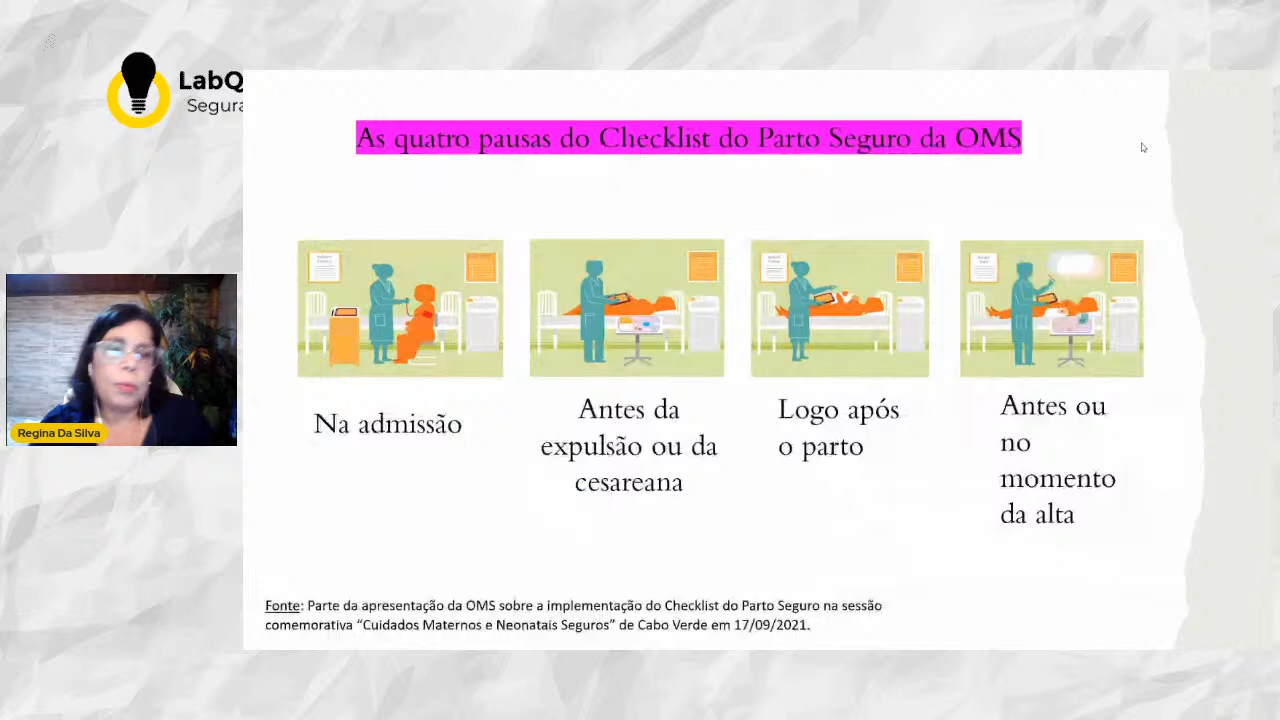 LabQ
Segura
As quatro pausas do Checklist do Parto Seguro da OMS
Na admissão
Antes da
expulsão ou da
cesareana
Logo após
o parto
Antes ou
no
momento
da alta
Regina Da Silva
Fonte: Parte da apresentação da OMS sobre a implementação do Checklist do Parto Seguro na sessão
comemorativa “Cuidados Maternos e Neonatais Seguros” de Cabo Verde em 17/09/2021.